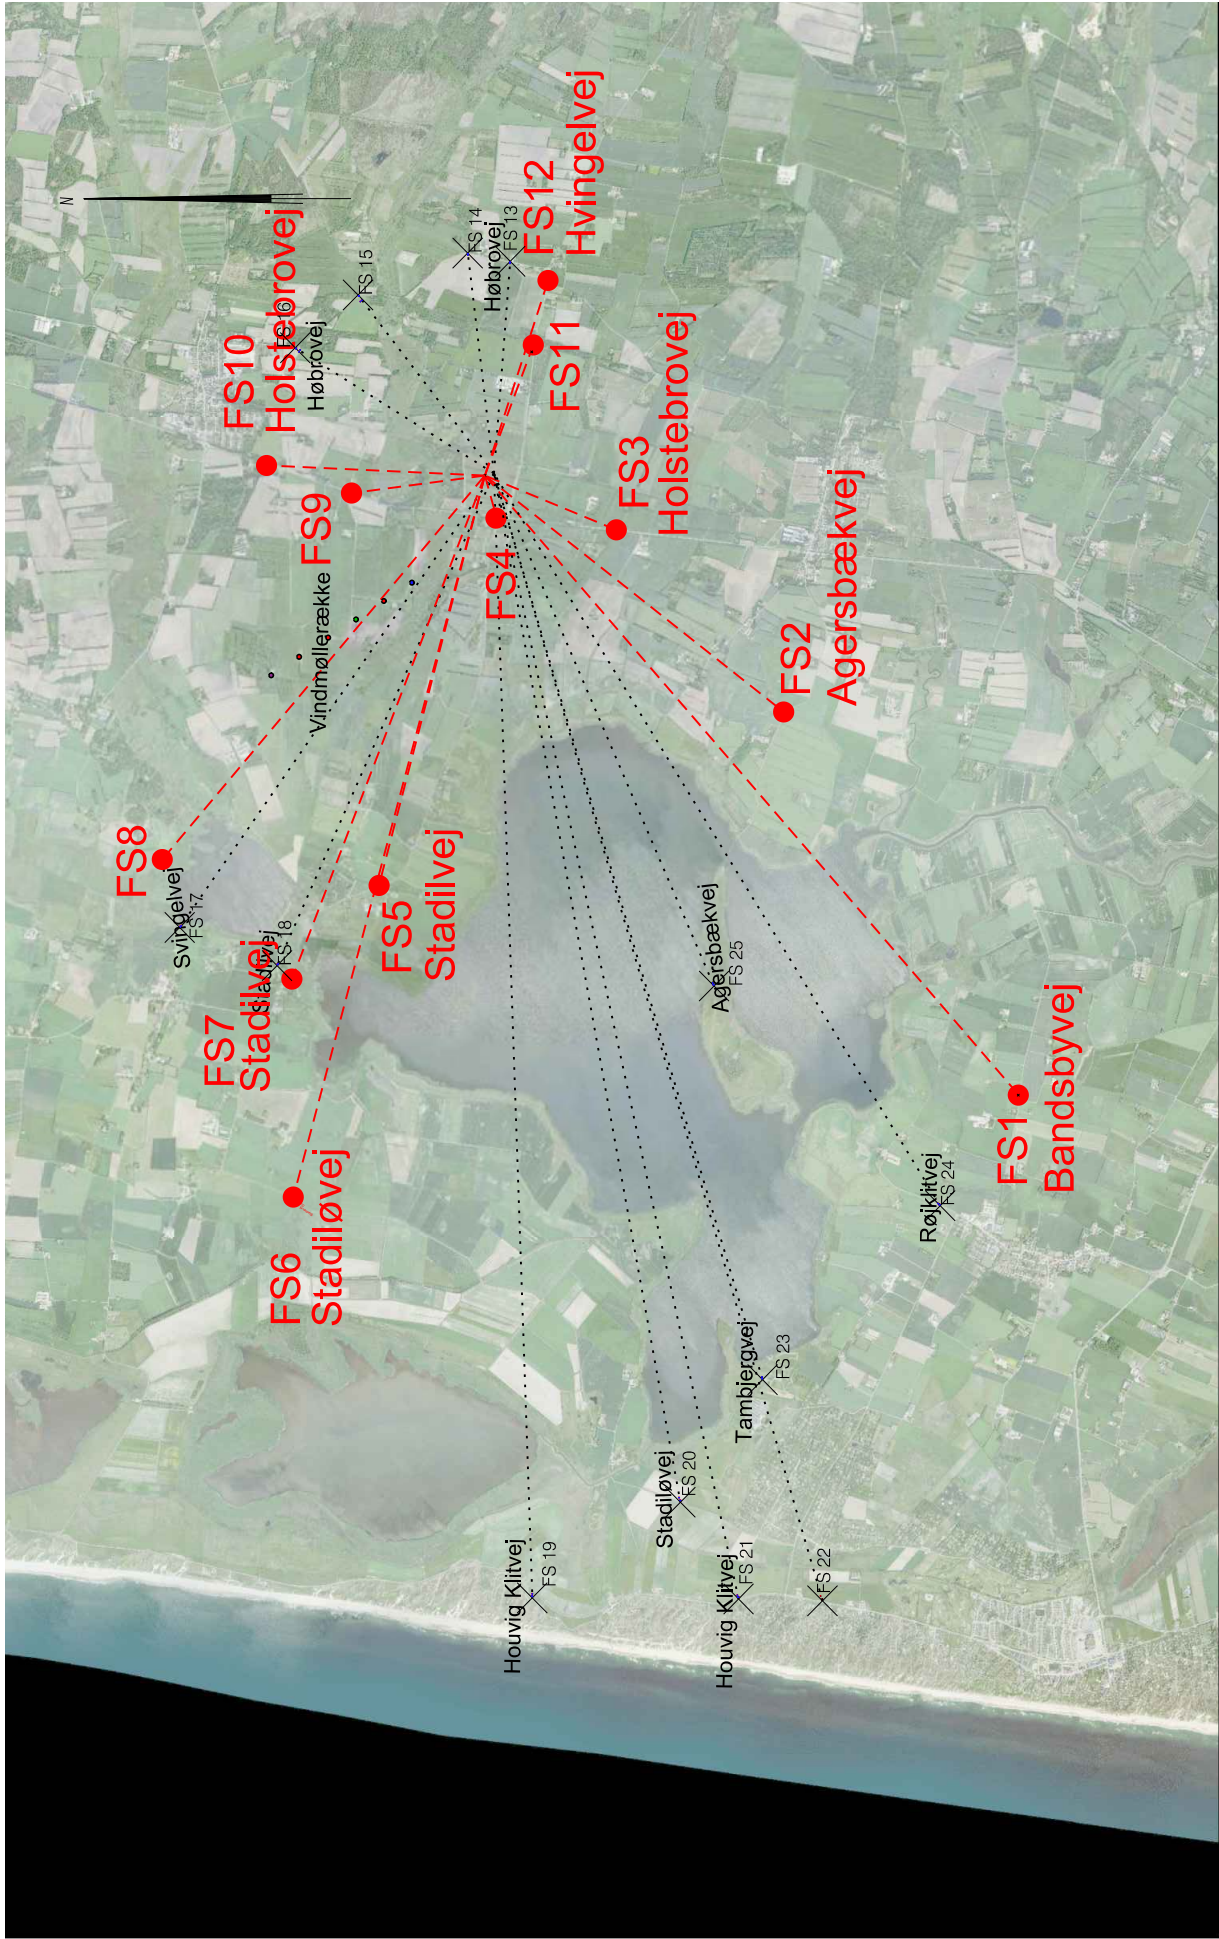 N
FS8
Svingelvej
FS 17
FS7
Stadilvej
Stadilvej
FS 18
FS6
Stadiløvej
FS5
Stadilvej
Vindmøllerække
FS9
FS10
Holstebrovej
FS 16
Høbrovej
FS 15
FS 14
Høbrovej
FS 13
FS12
Hvingelvej
FS11
FS4
FS3
Holstebrovej
FS2
Agersbækvej
Agersbækvej
FS 25
FS1
Bandsbyvej
Røjklitvej
FS 24
Tambjergvej
FS 23
Stadiløvej
FS 20
Houvig Klitvej
FS 19
Houvig Klitvej
FS 21
FS 22